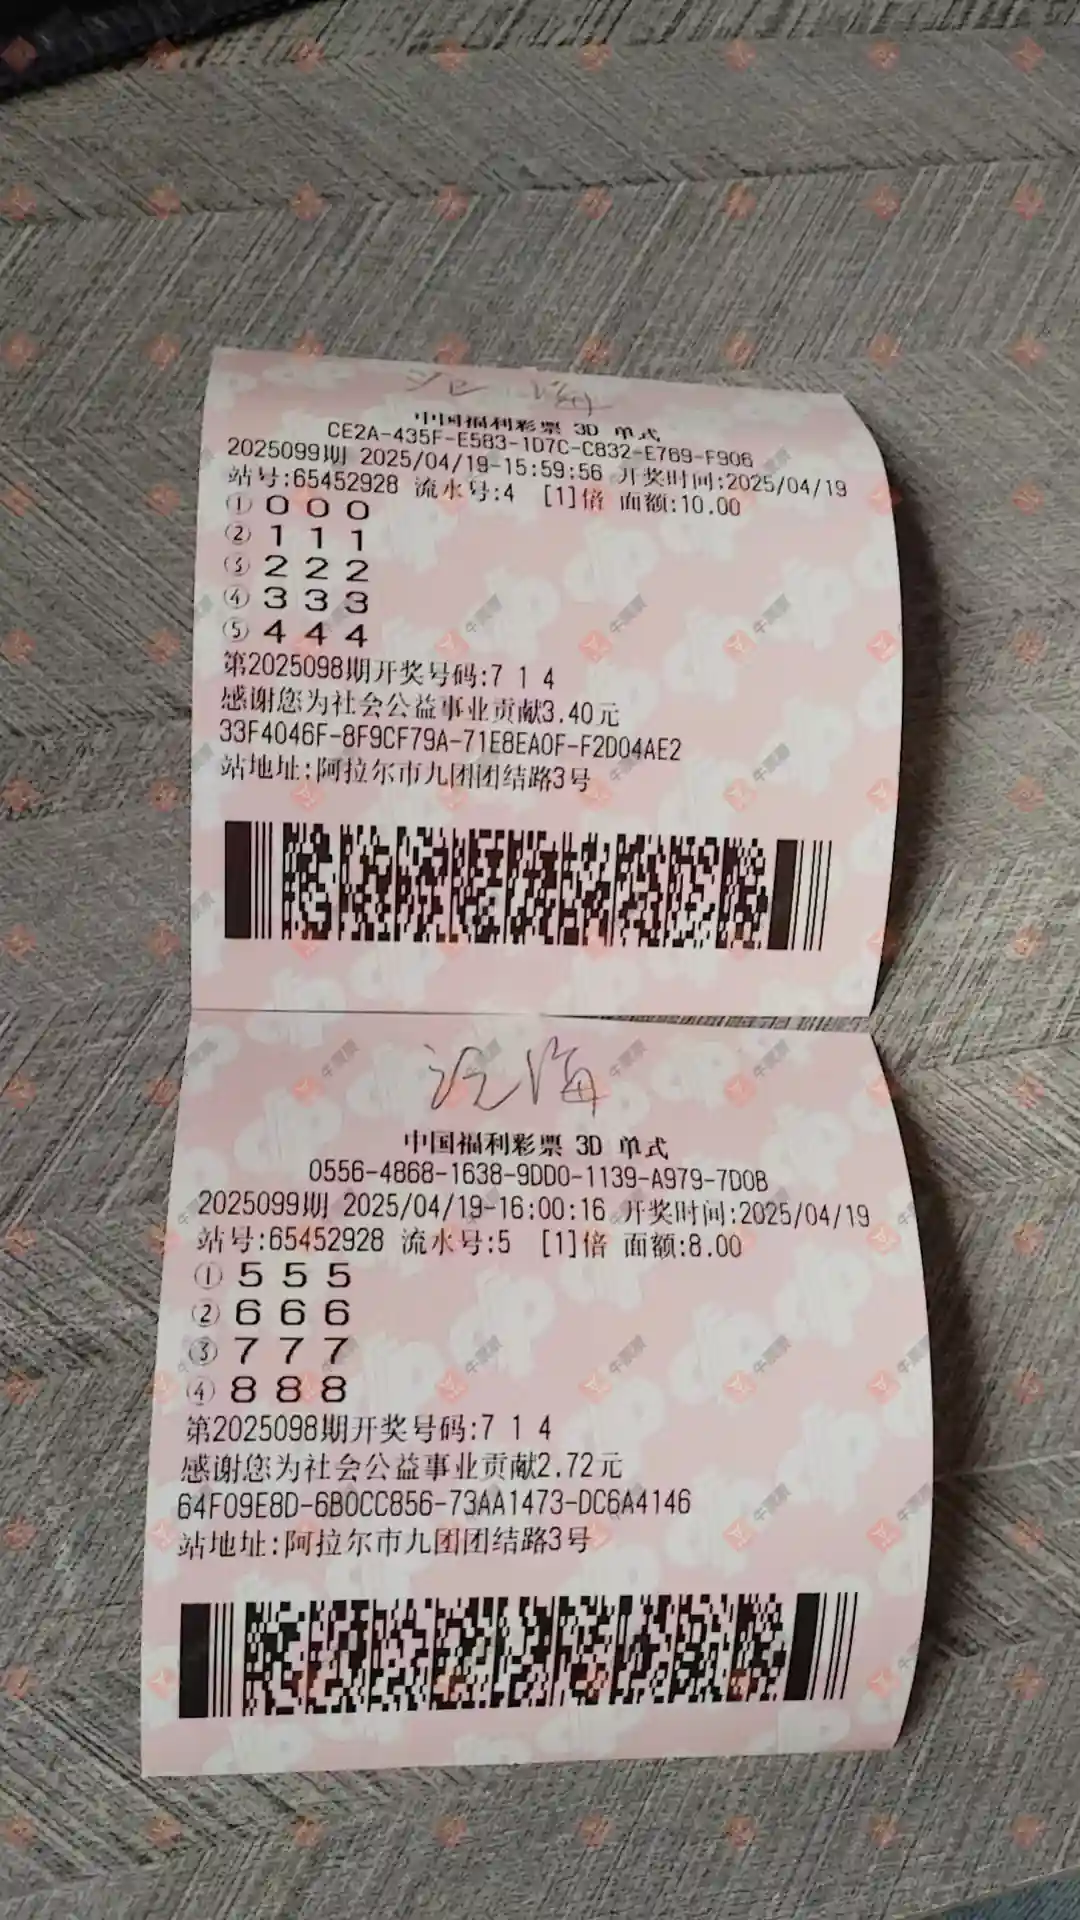 中国福利彩票 3D 单式
CE2A-435F-E583-1D7C-C832-E769-F906
2025099期 2025/04/19-15:59:56 开奖时间:2025/04/19
站号:65452928 流水号:4 [1]倍 面额:10.00
① 0 0 0
② 1 1 1
③ 2 2 2
④ 3 3 3
⑤ 4 4 4
第2025098期开奖号码:7 1 4
感谢您为社会公益事业贡献3.40元
33F4046F-8F9CF79A-71E8EA0F-F2D04AE2
站地址:阿拉尔市九团团结路3号
海
中国福利彩票 3D 单式
0556-4868-1638-9DD0-1139-A979-7D0B
2025099期 2025/04/19-16:00:16 开奖时间:2025/04/19
站号:65452928 流水号:5 [1]倍 面额:8.00
① 5 5 5
② 6 6 6
③ 7 7 7
④ 8 8 8
第2025098期开奖号码:7 1 4
感谢您为社会公益事业贡献2.72元
64F09E8D-6B0CC856-73AA1473-DC6A4146
站地址:阿拉尔市九团团结路3号